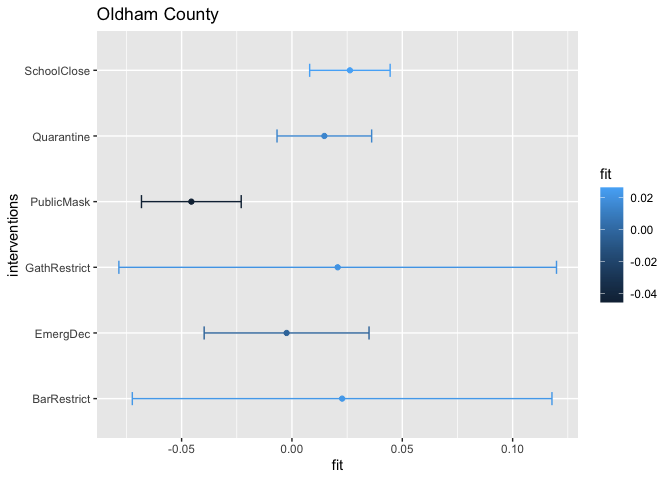 Oldham County
interventions
SchoolClose
Quarantine
PublicMask
GathRestrict
EmergDec
BarRestrict
-0.05 0.00 0.05 0.10
fit
fit
0.02
0.00
-0.02
-0.04